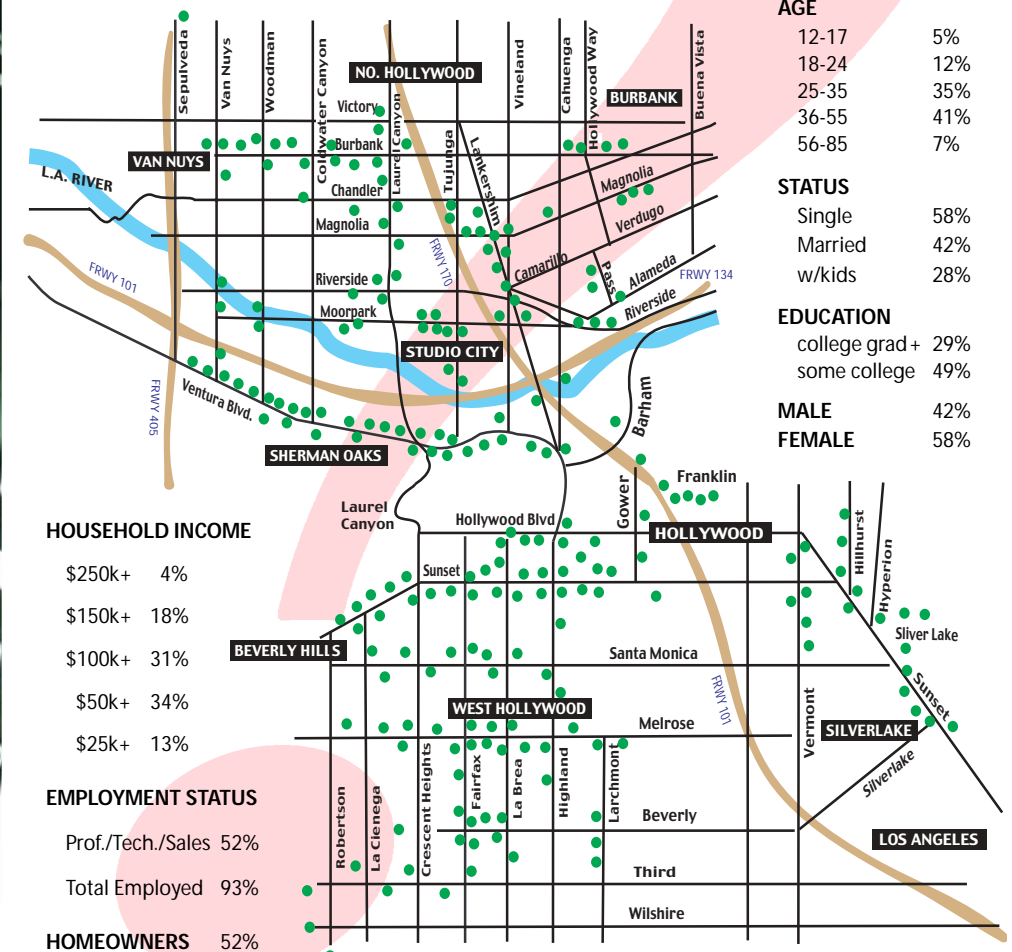 AGE
12-17 5%
18-24 12%
25-35 35%
36-55 41%
56-85 7%
STATUS
Single 58%
Married 42%
w/kids 28%
EDUCATION
college grad+ 29%
some college 49%
MALE 42%
FEMALE 58%
Sepulveda
Van Nuys
Woodman
Coldwater Canyon
Laurel Canyon
Tujunga
Lankershim
Vineland
Cahuenga
Hollywood Way
Buena Vista
NO. HOLLYWOOD
BURBANK
Victory
Burbank
VAN NUYS
L.A. RIVER
Chandler
Magnolia
Magnolia
Verdugo
FRWY 170
Camarillo
Pass
Alameda
FRWY 101
Riverside
FRWY 134
Riverside
Moorpark
STUDIO CITY
FRWY 405
Ventura Blvd.
Barham
SHERMAN OAKS
Laurel
Canyon
Gower
Franklin
Hollywood Blvd
HOLLYWOOD
Hillhurst
Hyperion
Sunset
Sliver Lake
BEVERLY HILLS
Santa Monica
Sunset
FRWY 101
WEST HOLLYWOOD
Melrose
Vermont
SILVERLAKE
Silverlake
Robertson
La Cienega
Crescent Heights
Fairfax
La Brea
Highland
Larchmont
Beverly
LOS ANGELES
Third
Wilshire
HOUSEHOLD INCOME
$250k+ 4%
$150k+ 18%
$100k+ 31%
$50k+ 34%
$25k+ 13%
EMPLOYMENT STATUS
Prof./Tech./Sales 52%
Total Employed 93%
HOMEOWNERS 52%